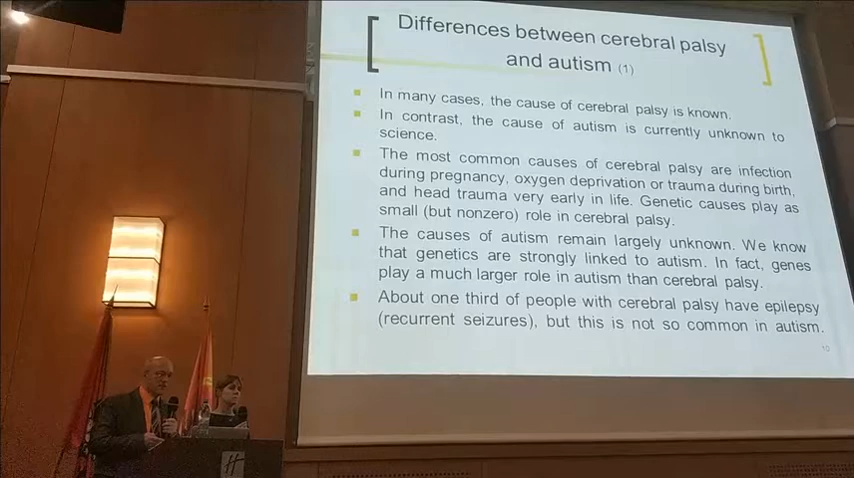 Differences between cerebral palsy
and autism (1)
In many cases, the cause of cerebral palsy is known.
In contrast, the cause of autism is currently unknown to
science.
The most common causes of cerebral palsy are infection
during pregnancy, oxygen deprivation or trauma during birth,
and head trauma very early in life. Genetic causes play as
small (but nonzero) role in cerebral palsy.
The causes of autism remain largely unknown. We know
that genetics are strongly linked to autism. In fact, genes
play a much larger role in autism than cerebral palsy.
About one third of people with cerebral palsy have epilepsy
(recurrent seizures), but this is not so common in autism.
10
H